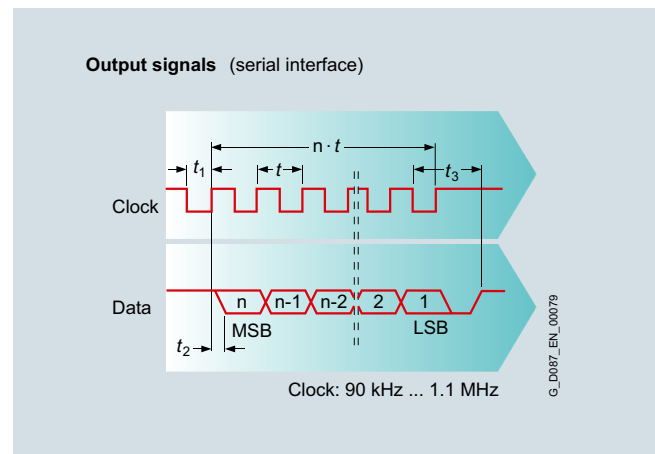 Output signals (serial interface)
n · t
t1
t
t3
Clock
Data
n
n-1
n-2
2
1
MSB
LSB
t2
Clock: 90 kHz ... 1.1 MHz
G_D087_EN_00079